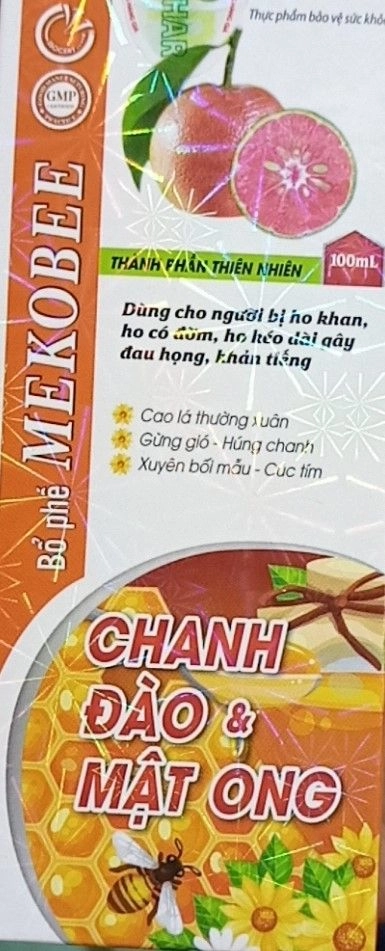 Thực phẩm bảo vệ sức khỏe
PHAR
GMP
Bổ phế MEKOBEE
THÀNH PHẦN THIÊN NHIÊN
100mL
Dùng cho người bị ho khan,
ho có đờm, ho kéo dài gây
đau họng, khản tiếng
Cao lá thường xuân
Gừng gió - Húng chanh
Xuyên bối mẫu - Cúc tím
CHANH
ĐÀO &
MẬT ONG